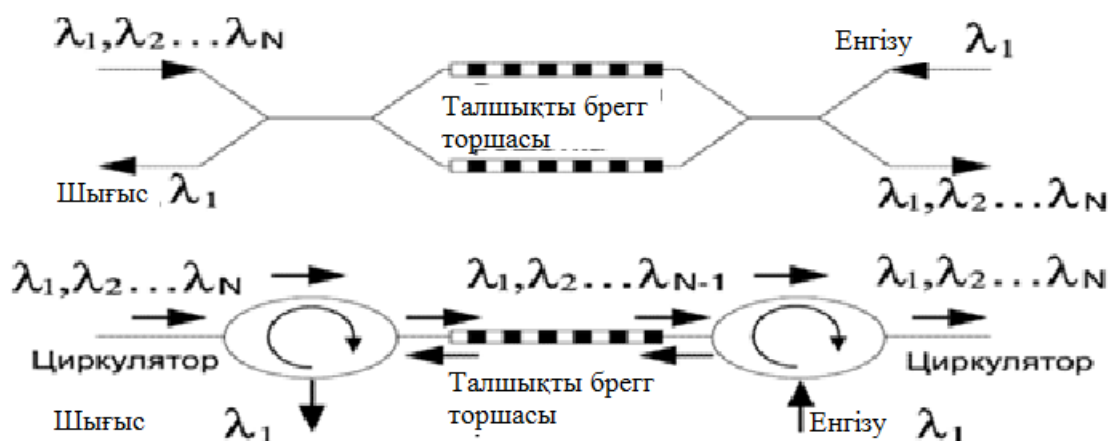 λ1,λ2...λN
Енгізу λ1
Талшықты брегг
торшасы
Шығыс λ1
λ1,λ2...λN
λ1,λ2...λN
λ1,λ2...λN-1
λ1,λ2...λN
Циркулятор
Циркулятор
Талшықты брегг
торшасы
Шығыс λ1
Енгізу λ1